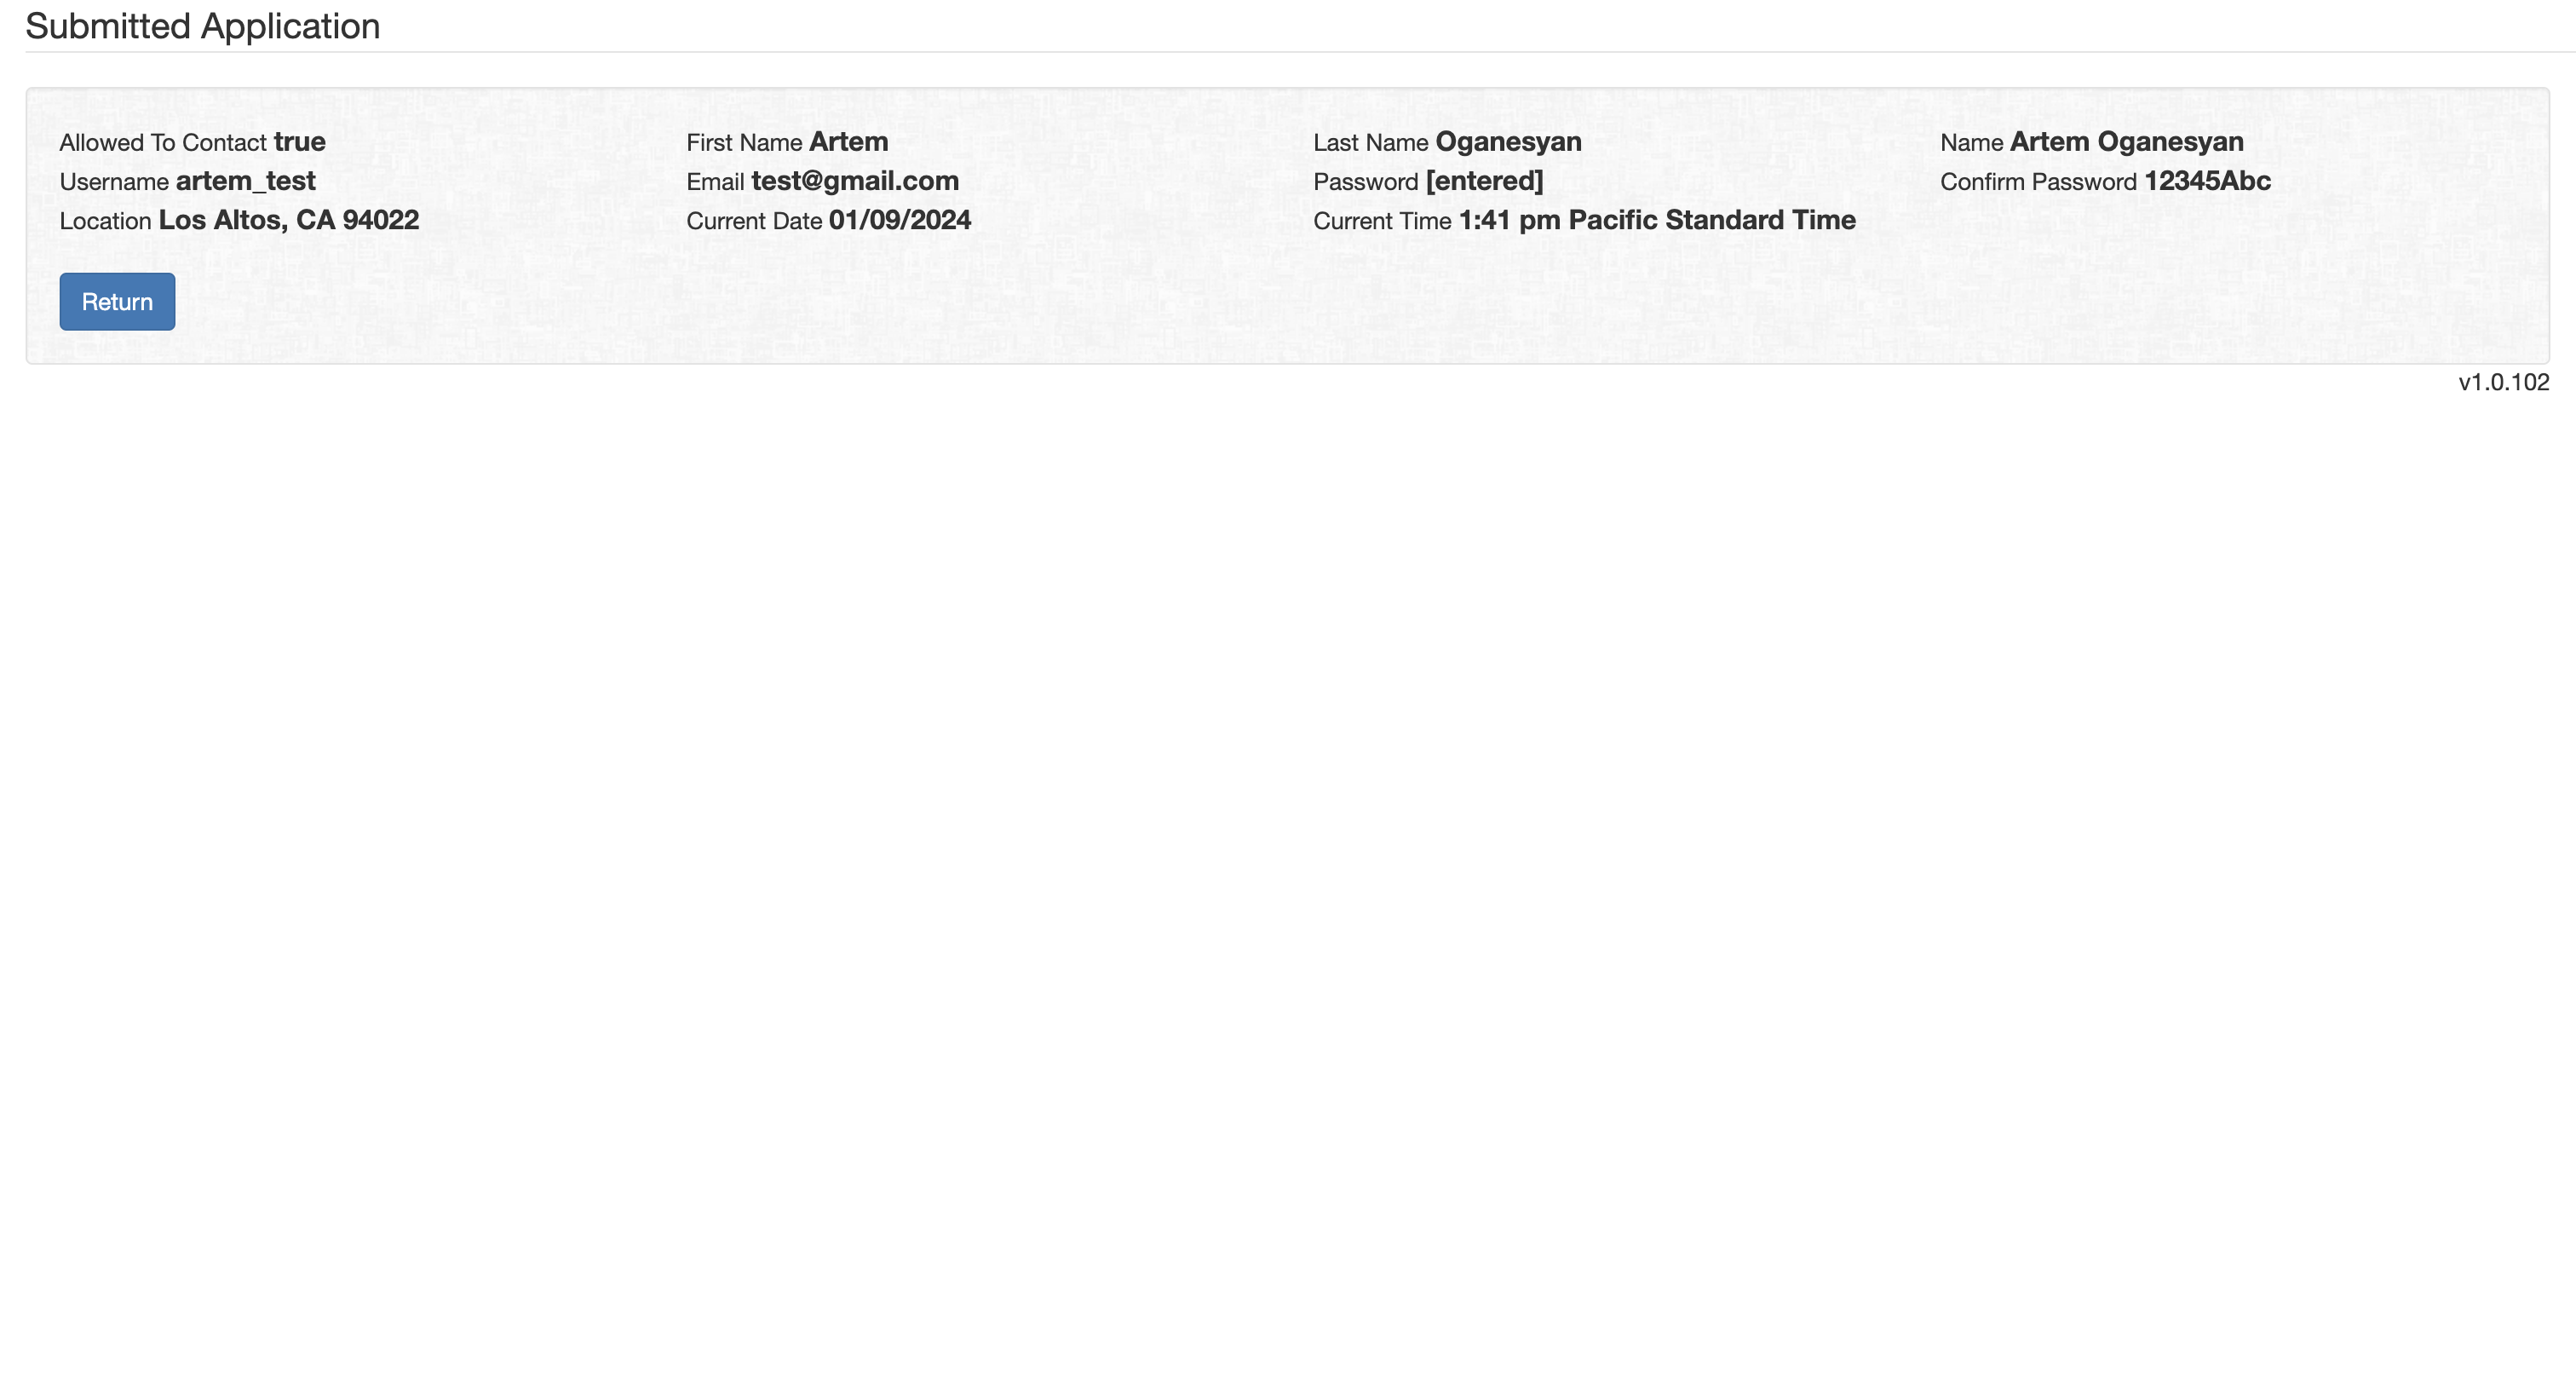 Submitted Application
Allowed To Contact true First Name Artem Last Name Oganesyan Name Artem Oganesyan
Username artem_test Email test@gmail.com Password [entered] Confirm Password 12345Abc
Location Los Altos, CA 94022 Current Date 01/09/2024 Current Time 1:41 pm Pacific Standard Time
Return
v1.0.102